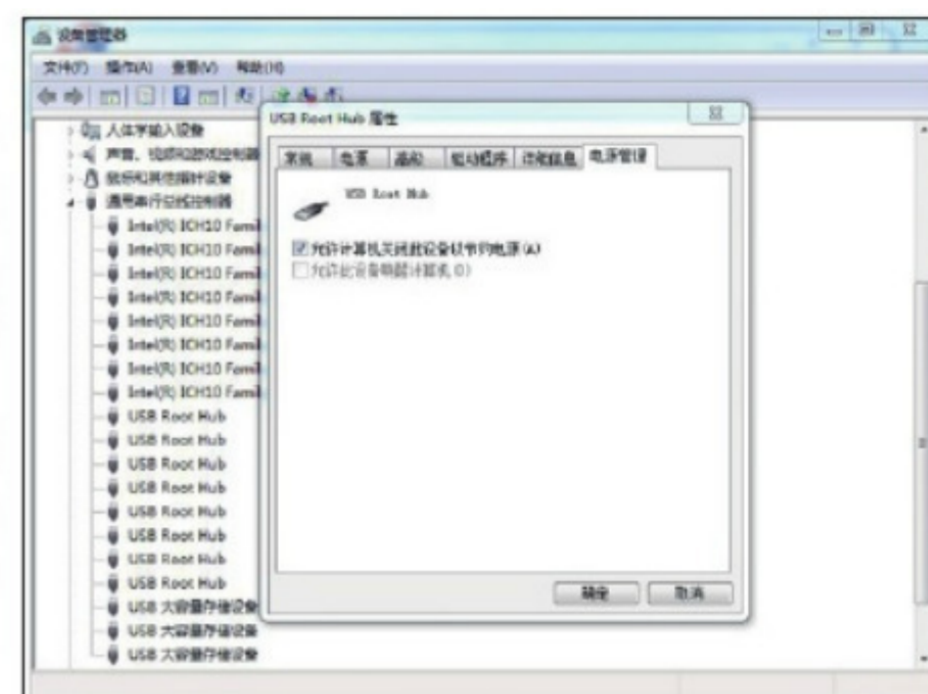 设备管理器
文件(F) 操作(A) 查看(V) 帮助(H)
USB Root Hub 属性
常规 电源 高级 驱动程序 详细信息 电源管理
USB Root Hub
允许计算机关闭此设备以节约电源(A)
允许此设备唤醒计算机(O)
确定 取消
人体学输入设备
声音、视频和游戏控制器
鼠标和其他指针设备
通用串行总线控制器
Intel(R) ICH10 Famil
Intel(R) ICH10 Famil
Intel(R) ICH10 Famil
Intel(R) ICH10 Famil
Intel(R) ICH10 Famil
Intel(R) ICH10 Famil
Intel(R) ICH10 Famil
Intel(R) ICH10 Famil
USB Root Hub
USB Root Hub
USB Root Hub
USB Root Hub
USB Root Hub
USB Root Hub
USB Root Hub
USB Root Hub
USB 大容量存储设备
USB 大容量存储设备
USB 大容量存储设备